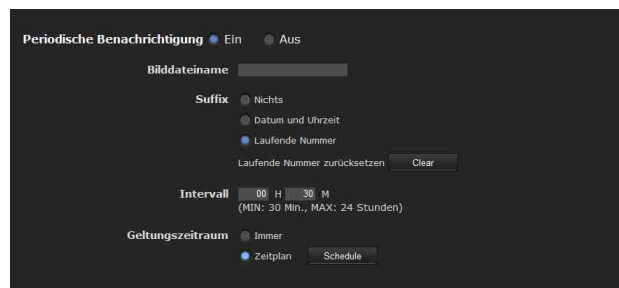 Periodische Benachrichtigung Ein Aus
Bilddateiname
Suffix Nichts
Datum und Uhrzeit
Laufende Nummer
Laufende Nummer zurücksetzen Clear
Intervall 00 H 30 M
(MIN: 30 Min., MAX: 24 Stunden)
Geltungszeitraum Immer
Zeitplan Schedule